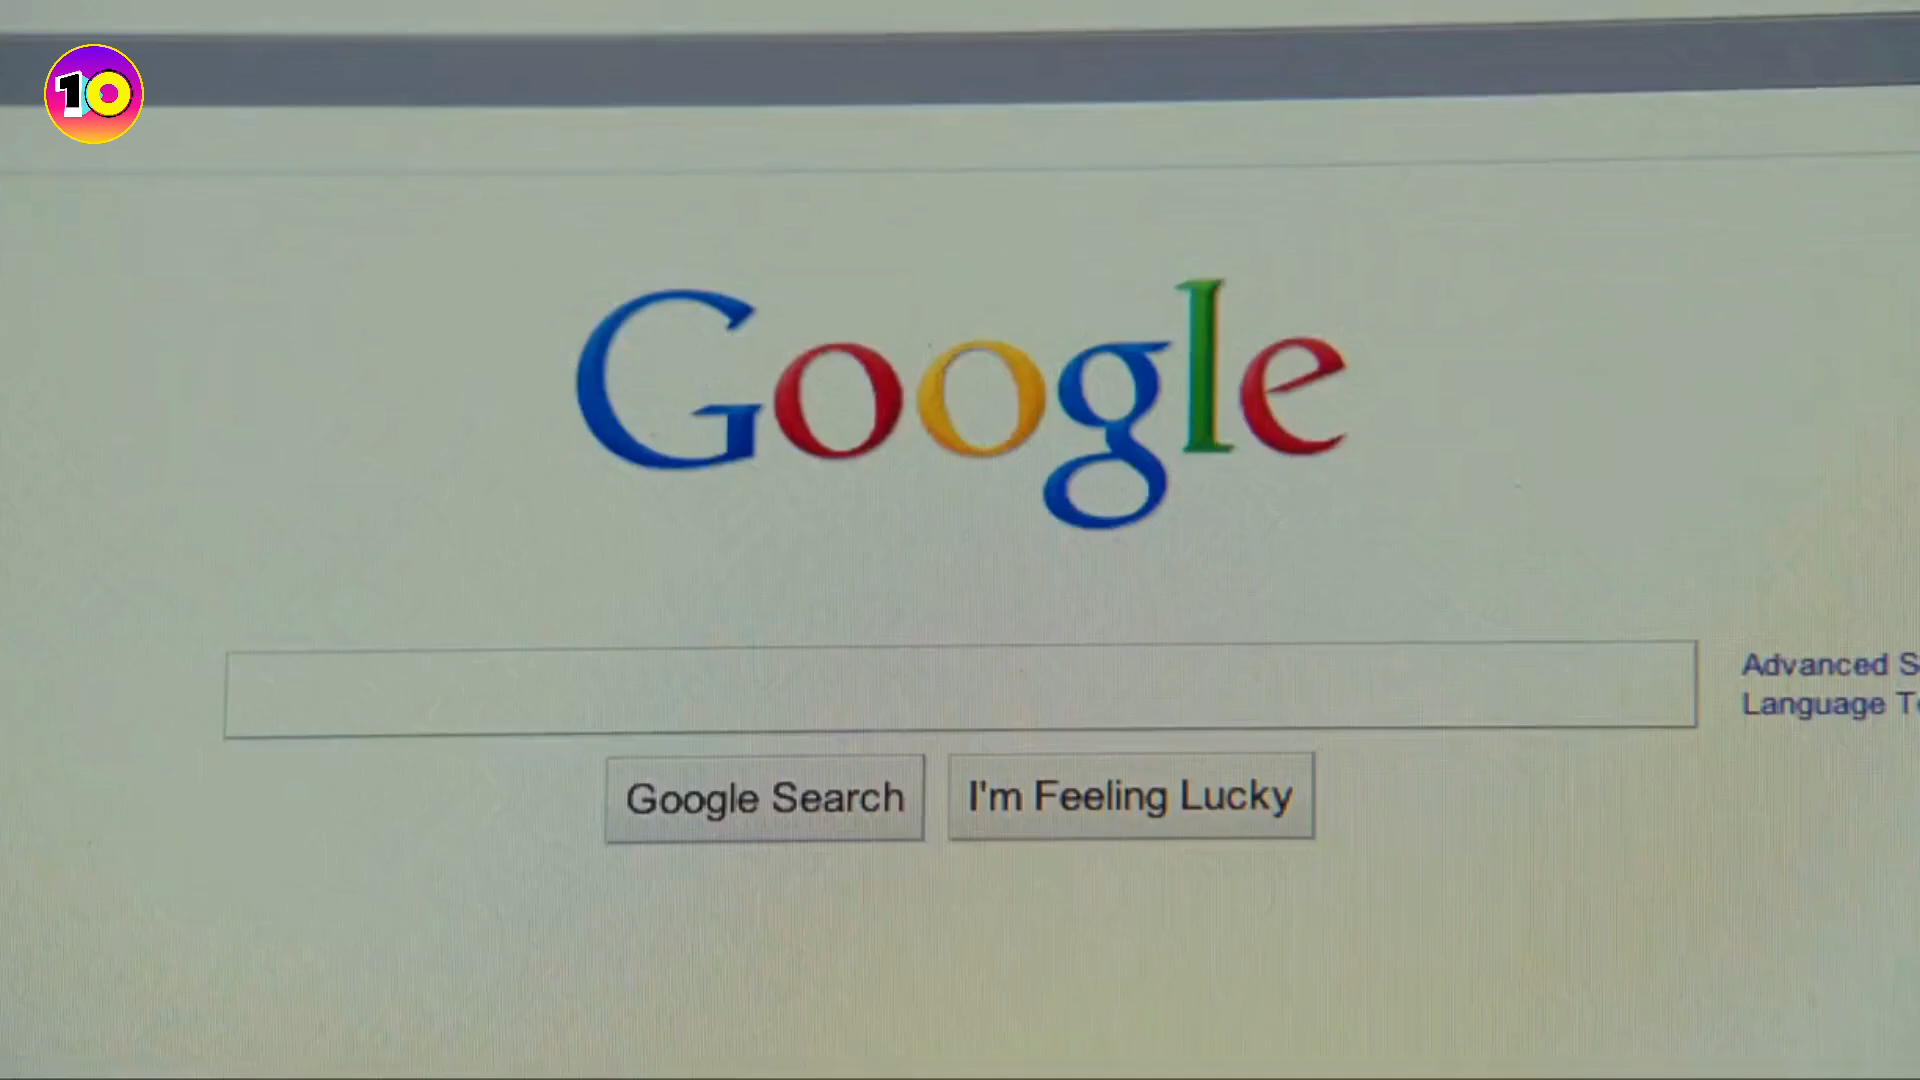 10
Google
Advanced S
Language T
Google Search
I'm Feeling Lucky